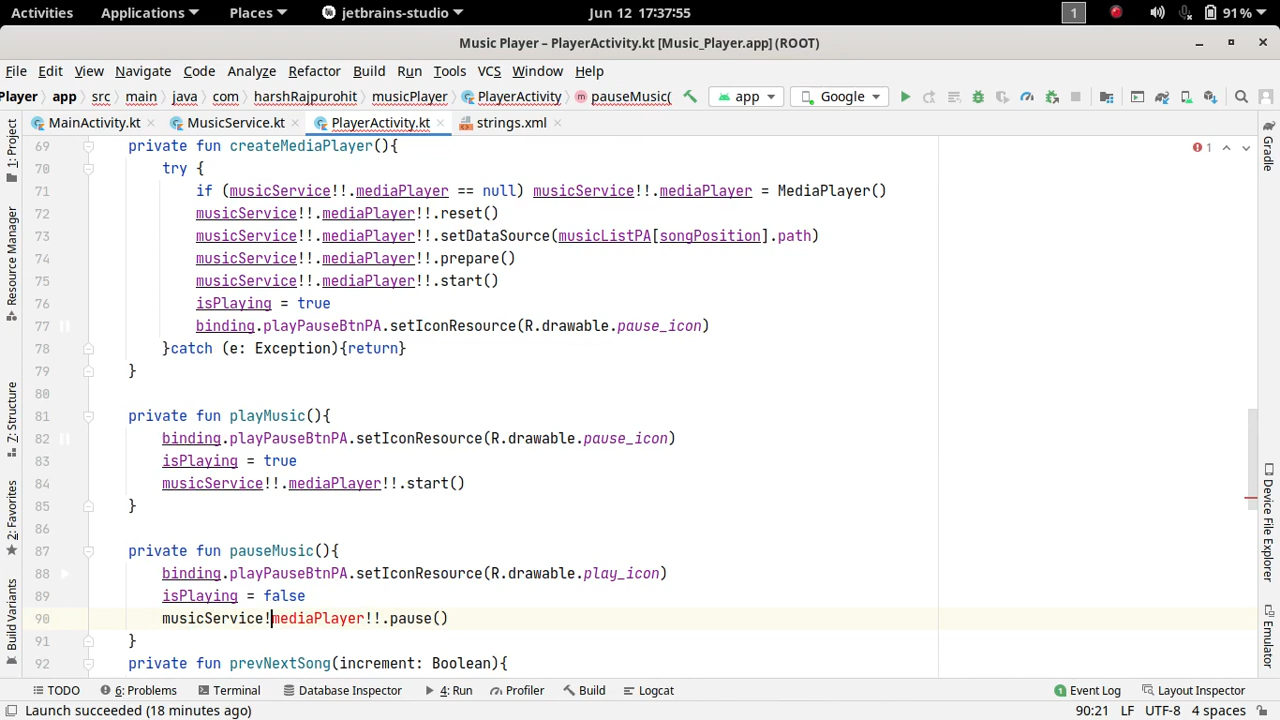 Activities Applications Places jetbrains-studio Jun 12 17:37:55 1 91%
Music Player – PlayerActivity.kt [Music_Player.app] (ROOT)
File Edit View Navigate Code Analyze Refactor Build Run Tools VCS Window Help
Player app src main java com harshRajpurohit musicPlayer PlayerActivity pauseMusic( app Google
MainActivity.kt MusicService.kt PlayerActivity.kt strings.xml
1: Project
Resource Manager
7: Structure
2: Favorites
Build Variants
69 private fun createMediaPlayer(){
70 try {
71 if (musicService!!.mediaPlayer == null) musicService!!.mediaPlayer = MediaPlayer()
72 musicService!!.mediaPlayer!!.reset()
73 musicService!!.mediaPlayer!!.setDataSource(musicListPA[songPosition].path)
74 musicService!!.mediaPlayer!!.prepare()
75 musicService!!.mediaPlayer!!.start()
76 isPlaying = true
77 binding.playPauseBtnPA.setIconResource(R.drawable.pause_icon)
78 }catch (e: Exception){return}
79 }
80
81 private fun playMusic(){
82 binding.playPauseBtnPA.setIconResource(R.drawable.pause_icon)
83 isPlaying = true
84 musicService!!.mediaPlayer!!.start()
85 }
86
87 private fun pauseMusic(){
88 binding.playPauseBtnPA.setIconResource(R.drawable.play_icon)
89 isPlaying = false
90 musicService!mediaPlayer!!.pause()
91 }
92 private fun prevNextSong(increment: Boolean){
1
Gradle
Device File Explorer
Emulator
TODO 6: Problems Terminal Database Inspector 4: Run Profiler Build Logcat 1 Event Log Layout Inspector
Launch succeeded (18 minutes ago) 90:21 LF UTF-8 4 spaces